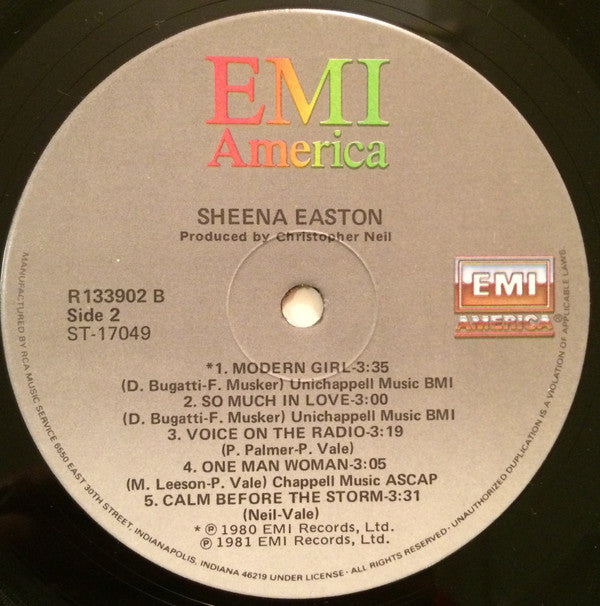 EMI
America
SHEENA EASTON
Produced by Christopher Neil
R133902 B
Side 2
ST-17049
EMI
AMERICA®
*1. MODERN GIRL-3:35
(D. Bugatti-F. Musker) Unichappell Music BMI
2. SO MUCH IN LOVE-3:00
(D. Bugatti-F. Musker) Unichappell Music BMI
3. VOICE ON THE RADIO-3:19
(P. Palmer-P. Vale)
4. ONE MAN WOMAN-3:05
(M. Leeson-P. Vale) Chappell Music ASCAP
5. CALM BEFORE THE STORM-3:31
(Neil-Vale)
* ℗ 1980 EMI Records, Ltd.
℗ 1981 EMI Records, Ltd.
MANUFACTURED BY RCA MUSIC SERVICE 6550 EAST 30TH STREET, INDIANAPOLIS, INDIANA 46219 UNDER LICENSE · ALL RIGHTS RESERVED · UNAUTHORIZED DUPLICATION IS A VIOLATION OF APPLICABLE LAWS.